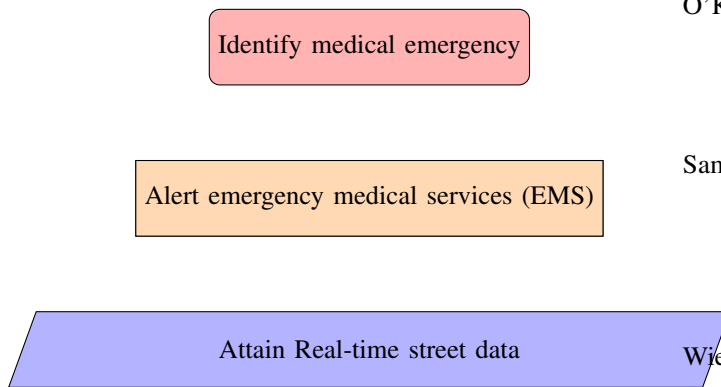 Identify medical emergency
Alert emergency medical services (EMS)
Attain Real-time street data